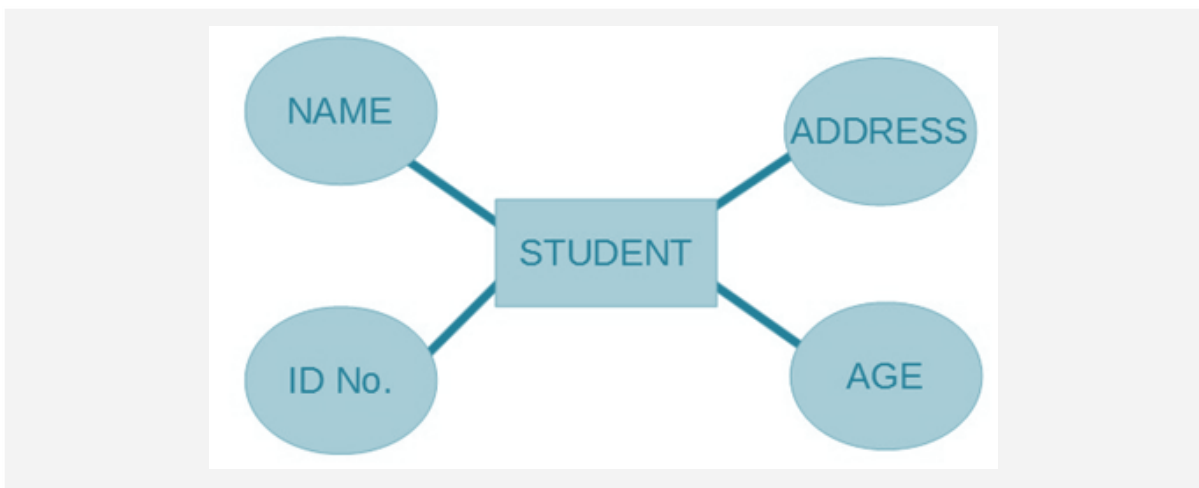 NAME
ADDRESS
STUDENT
ID No.
AGE